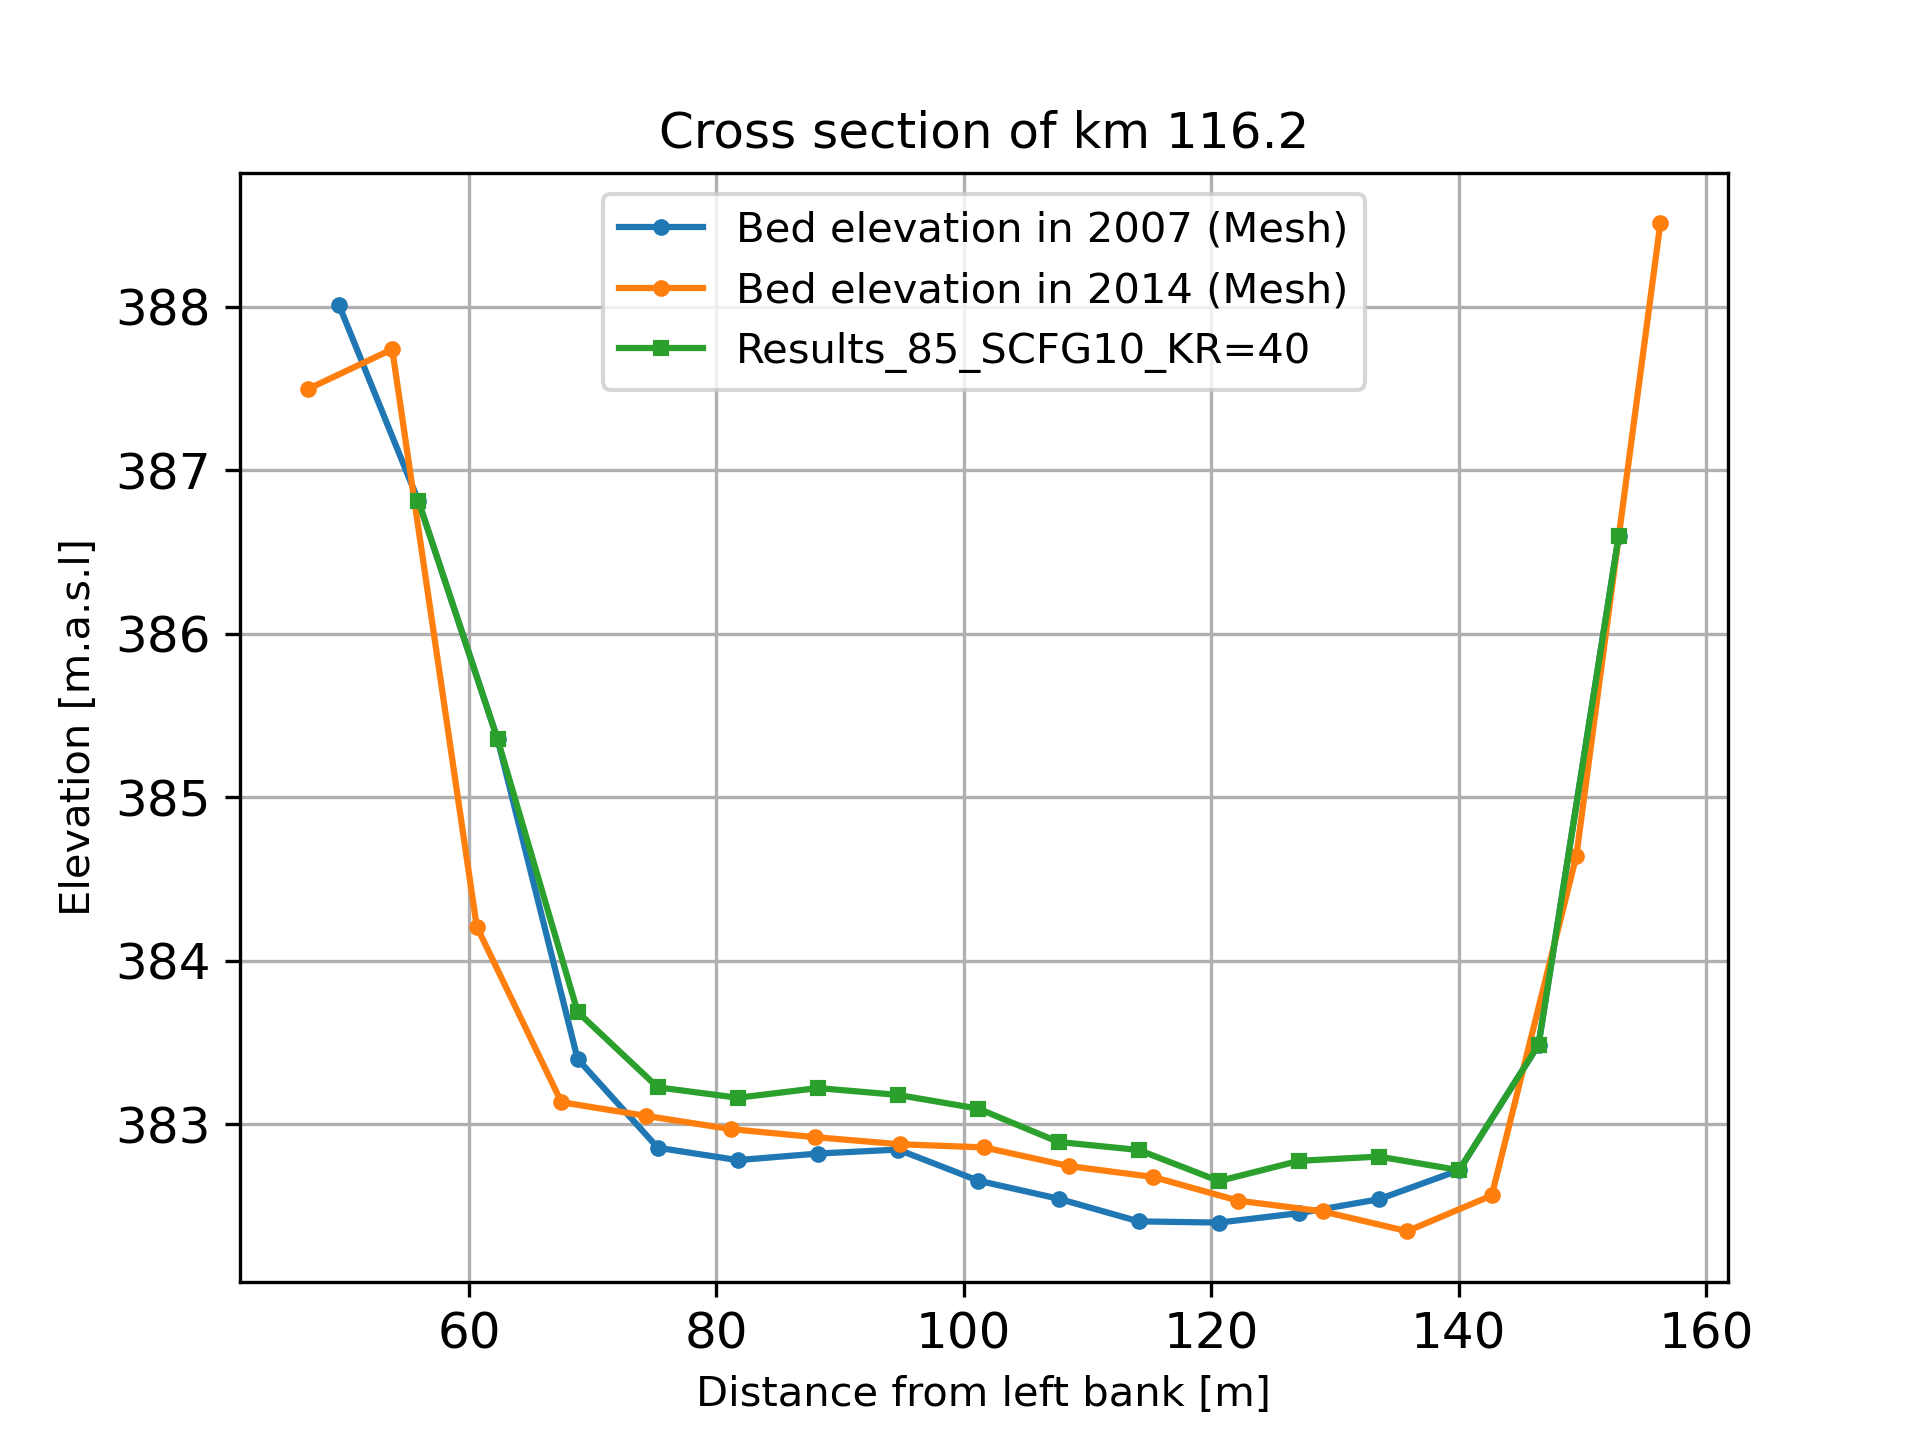 Cross section of km 116.2
Bed elevation in 2007 (Mesh)
Bed elevation in 2014 (Mesh)
Results_85_SCFG10_KR=40
388
387
386
385
384
383
Elevation [m.a.s.l]
60 80 100 120 140 160
Distance from left bank [m]